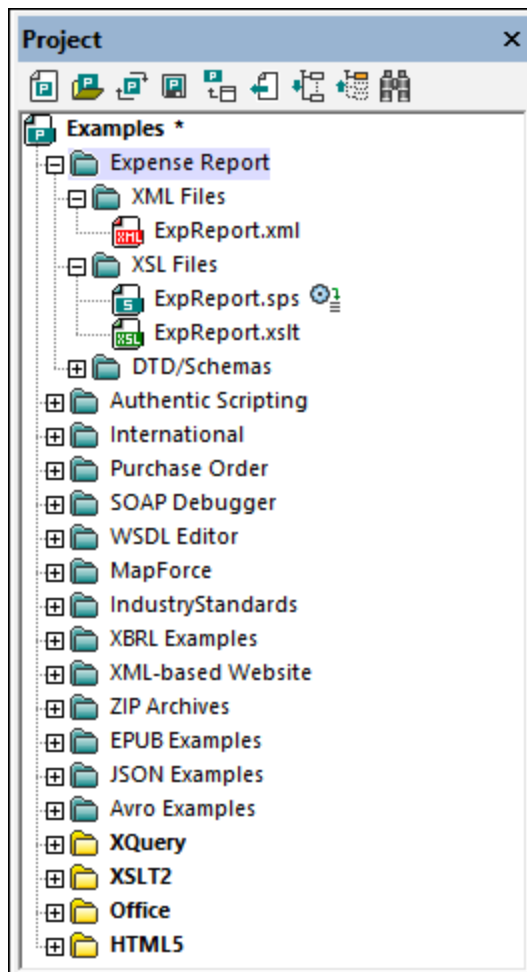 Project
Examples *
Expense Report
XML Files
ExpReport.xml
XSL Files
ExpReport.sps
ExpReport.xslt
DTD/Schemas
Authentic Scripting
International
Purchase Order
SOAP Debugger
WSDL Editor
MapForce
IndustryStandards
XBRL Examples
XML-based Website
ZIP Archives
EPUB Examples
JSON Examples
Avro Examples
XQuery
XSLT2
Office
HTML5